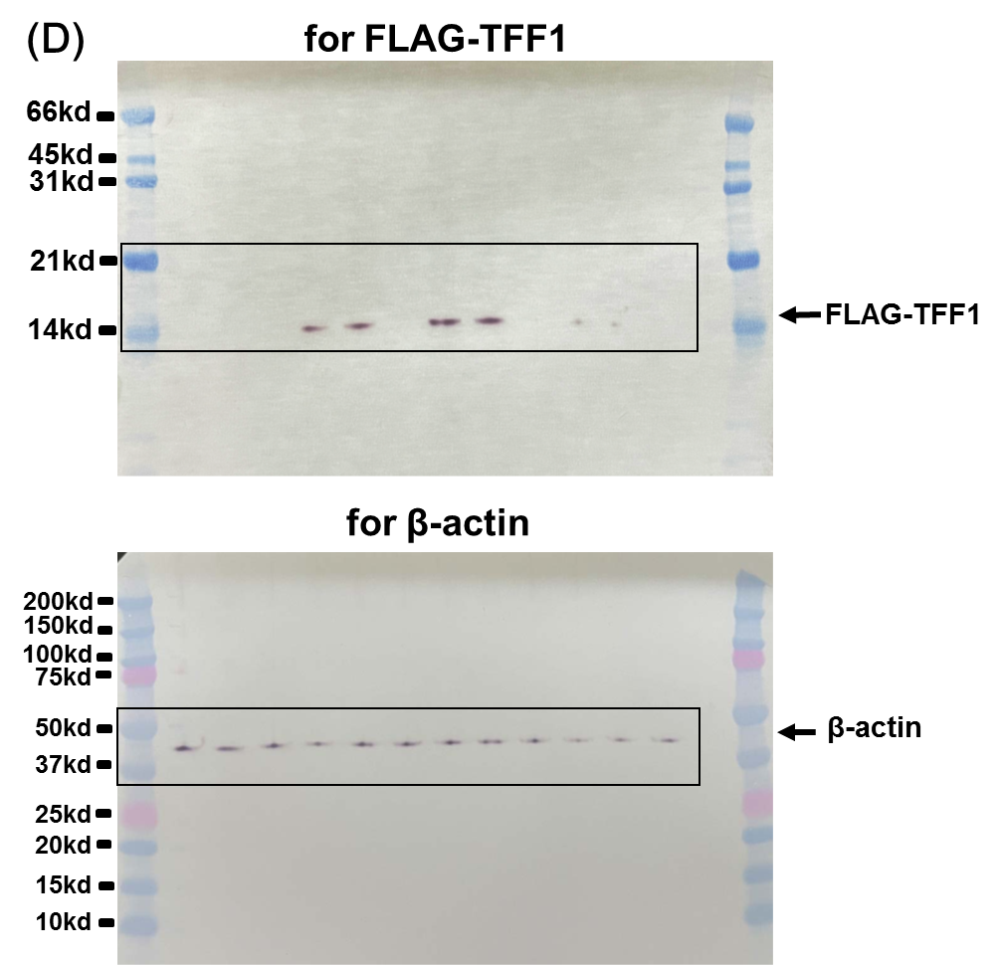 (D)
for FLAG-TFF1
66kd
45kd
31kd
21kd
14kd
FLAG-TFF1
for β-actin
200kd
150kd
100kd
75kd
50kd
37kd
25kd
20kd
15kd
10kd
β-actin